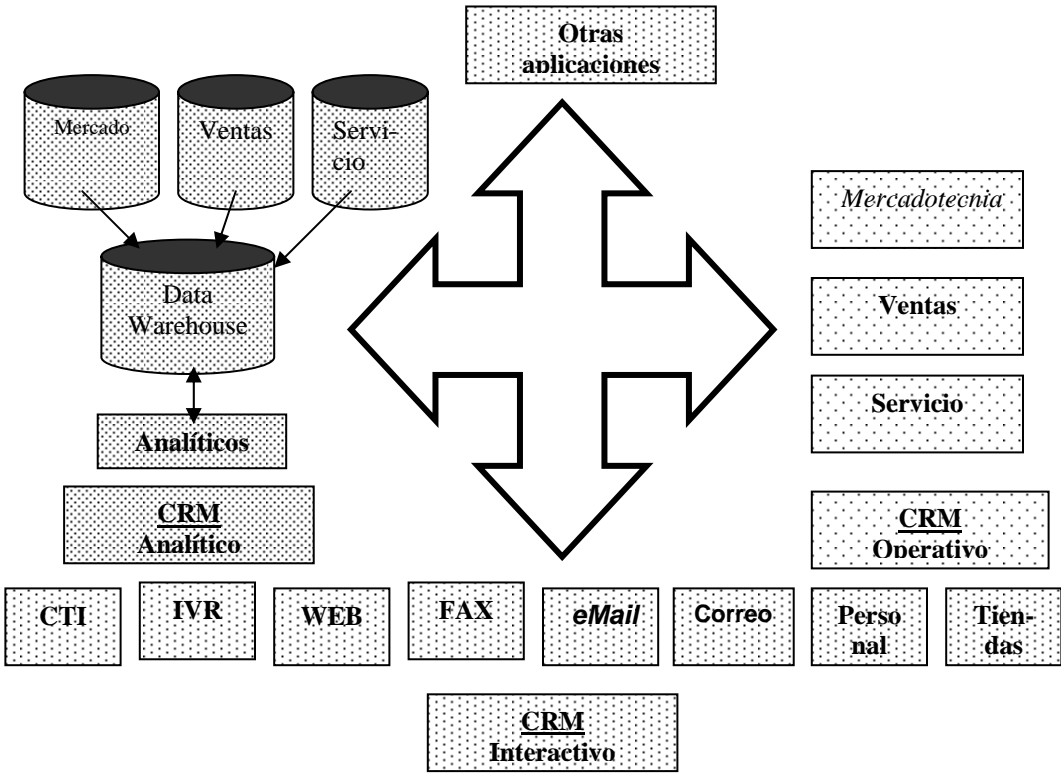 Otras
aplicaciones
Mercado
Ventas
Servi-
cio
Data
Warehouse
Analíticos
CRM
Analítico
Mercadotecnia
Ventas
Servicio
CRM
Operativo
CTI
IVR
WEB
FAX
eMail
Correo
Perso
nal
Tien-
das
CRM
Interactivo